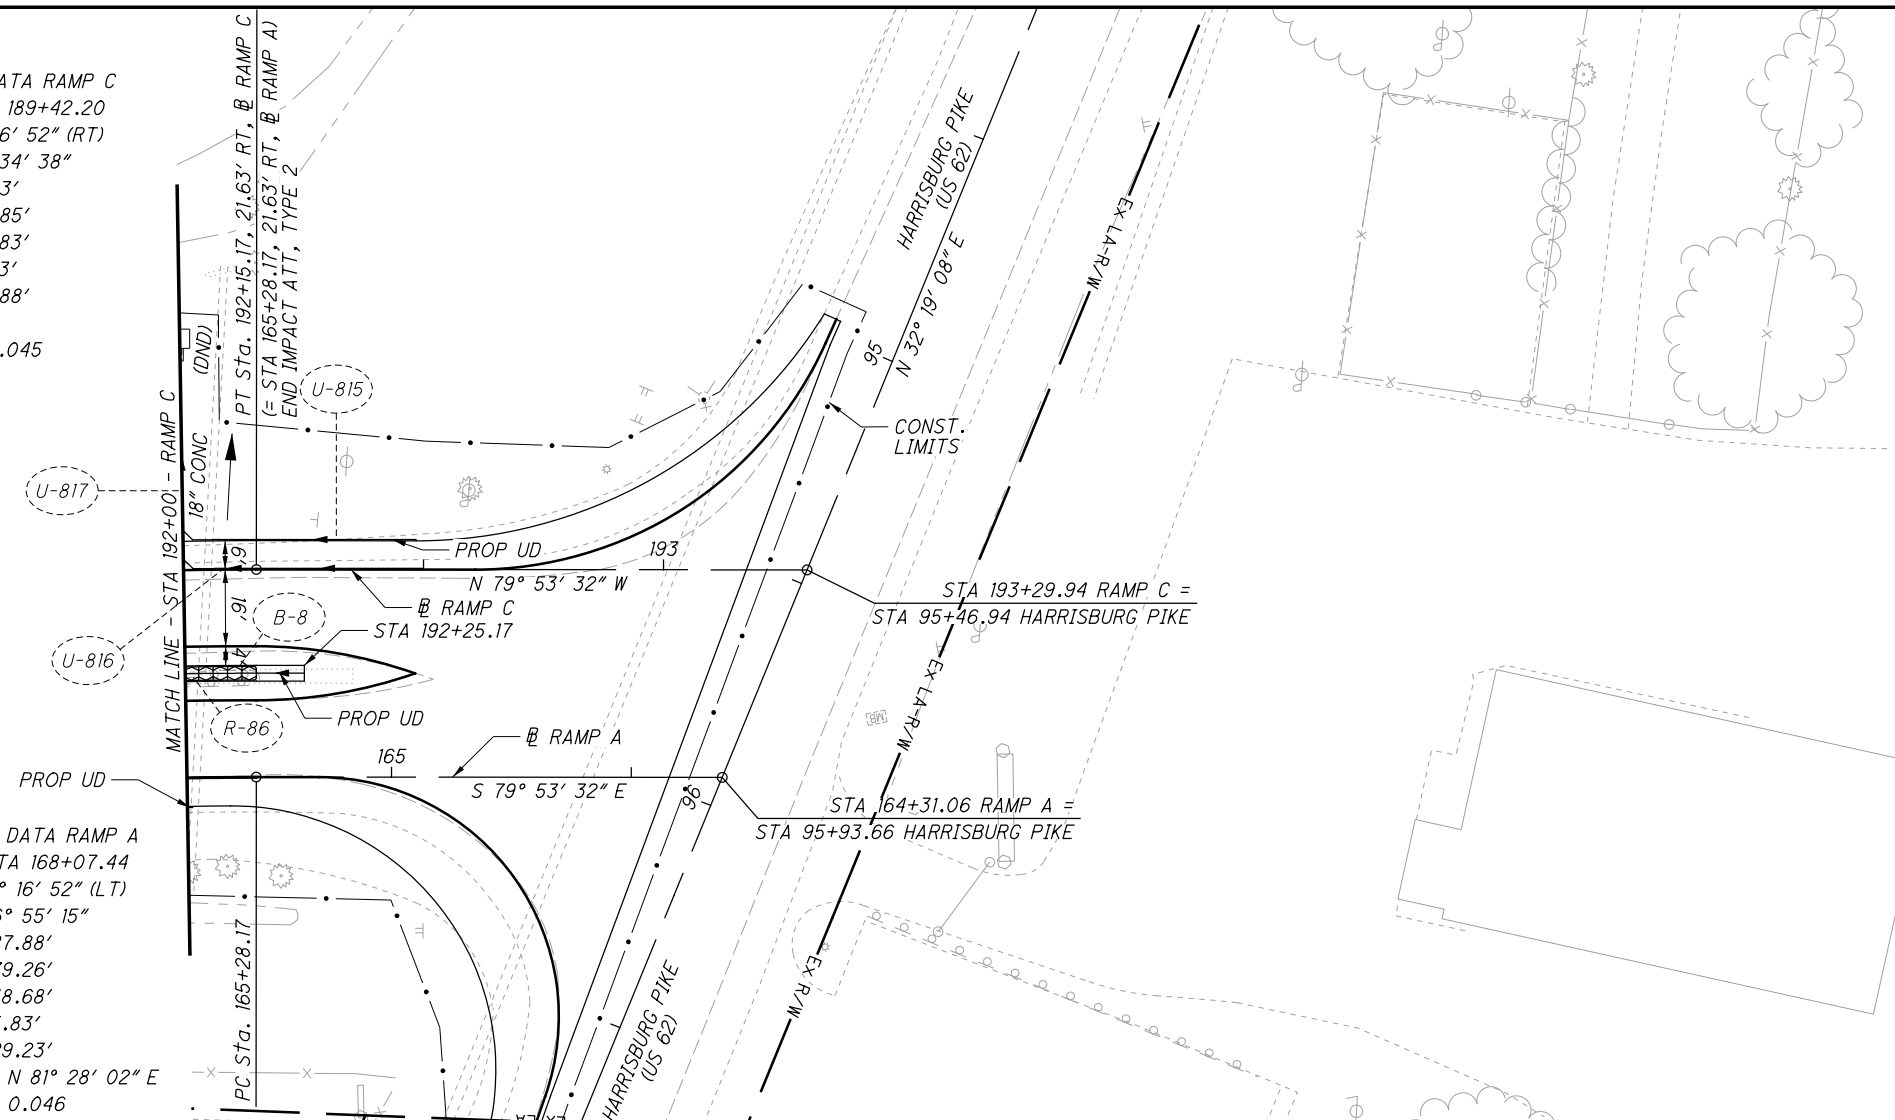 ATA RAMP C
189+42.20
6' 52" (RT)
34' 38"
3'
85'
83'
3'
88'
.045
PT Sta. 192+15.17, 21.63' RT, ℄ RAMP C
(= STA 165+28.17, 21.63' RT, ℄ RAMP A)
END IMPACT ATT, TYPE 2
HARRISBURG PIKE
(US 62)
N 32° 19' 08" E
95
Ex LA-R/W
(DND)
18" CONC
U-815
U-817
MATCH LINE - STA 192+00 - RAMP C
CONST.
LIMITS
PROP UD
193
N 79° 53' 32" W
6'
16'
4'
℄ RAMP C
STA 192+25.17
B-8
U-816
R-86
PROP UD
STA 193+29.94 RAMP C =
STA 95+46.94 HARRISBURG PIKE
Ex LA-R/W
MB
℄ RAMP A
165
S 79° 53' 32" E
96
PROP UD
STA 164+31.06 RAMP A =
STA 95+93.66 HARRISBURG PIKE
DATA RAMP A
TA 168+07.44
° 16' 52" (LT)
6° 55' 15"
7.88'
79.26'
8.68'
.83'
29.23'
N 81° 28' 02" E
0.046
PC Sta. 165+28.17
HARRISBURG PIKE
(US 62)
Ex R/W